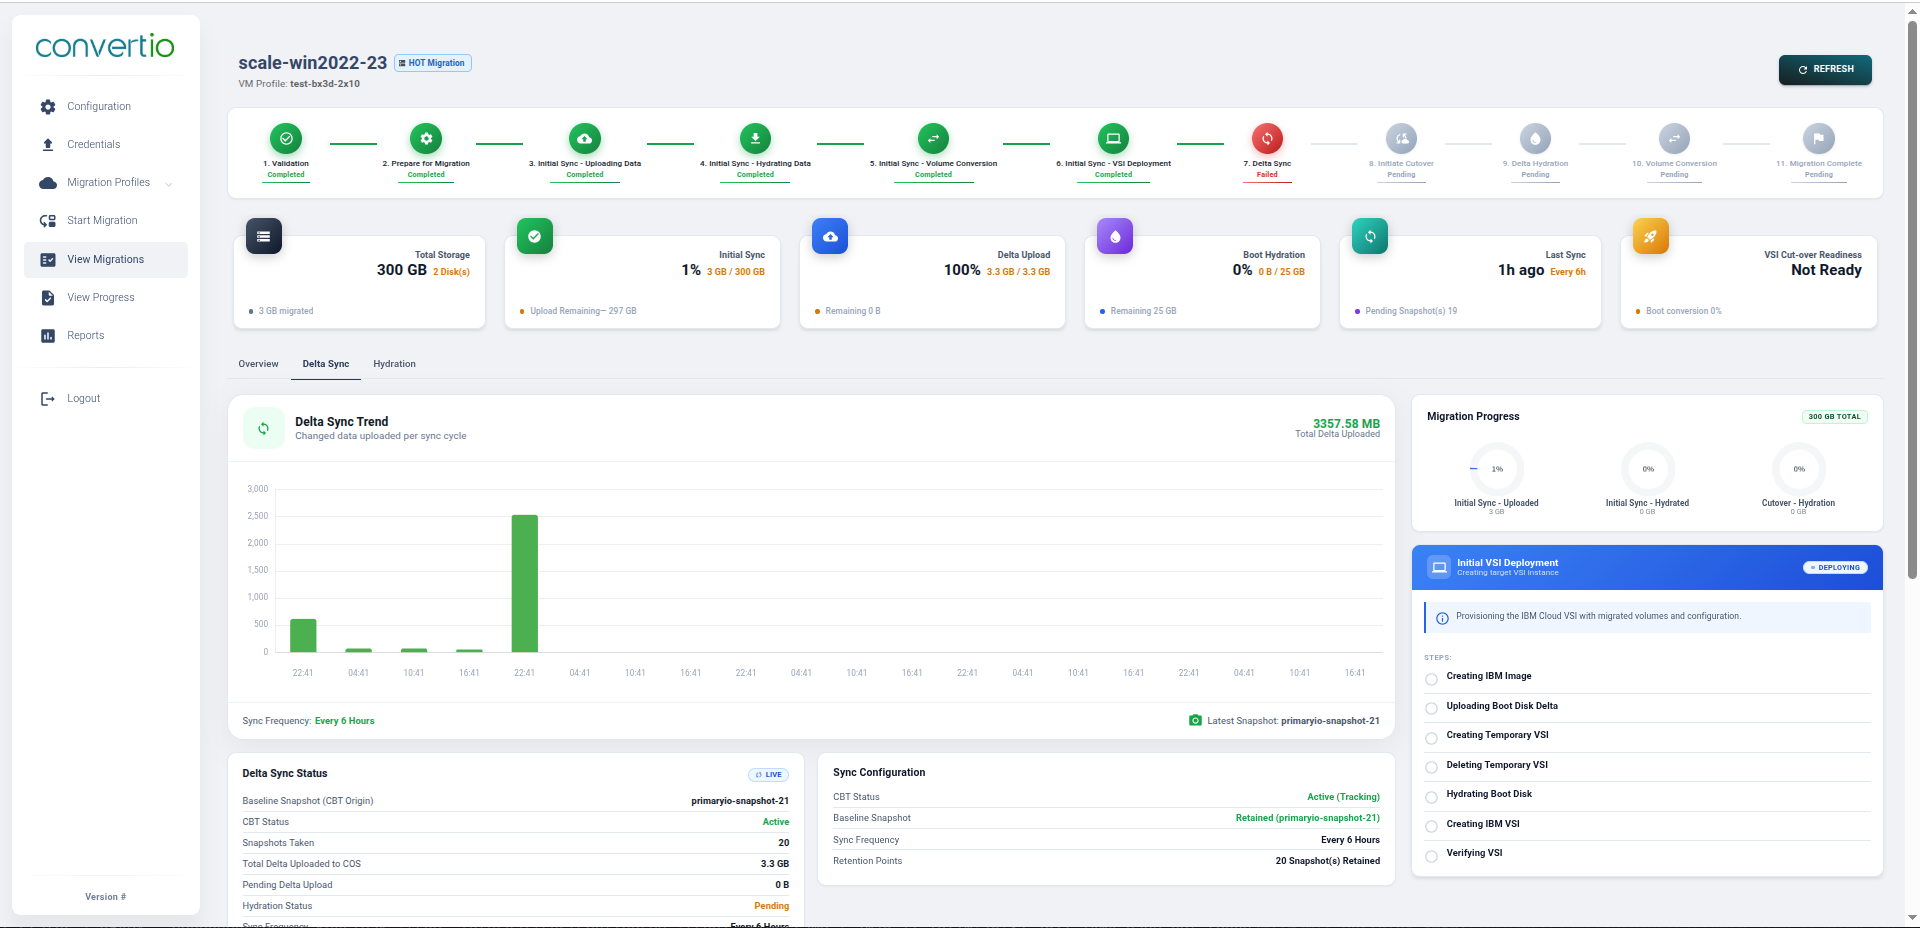 convertio
Configuration
Credentials
Migration Profiles
Start Migration
View Migrations
View Progress
Reports
Logout
Version #
scale-win2022-23 HOT Migration
VM Profile: test-bx3d-2x10
REFRESH
1. Validation
Completed
2. Prepare for Migration
Completed
3. Initial Sync - Uploading Data
Completed
4. Initial Sync - Hydrating Data
Completed
5. Initial Sync - Volume Conversion
Completed
6. Initial Sync - VSI Deployment
Completed
7. Delta Sync
Failed
8. Initiate Cutover
Pending
9. Delta Hydration
Pending
10. Volume Conversion
Pending
11. Migration Complete
Pending
Total Storage
300 GB 2 Disk(s)
3 GB migrated
Initial Sync
1% 3 GB / 300 GB
Upload Remaining— 297 GB
Delta Upload
100% 3.3 GB / 3.3 GB
Remaining 0 B
Boot Hydration
0% 0 B / 25 GB
Remaining 25 GB
Last Sync
1h ago Every 6h
Pending Snapshot(s) 19
VSI Cut-over Readiness
Not Ready
Boot conversion 0%
Overview Delta Sync Hydration
Delta Sync Trend
Changed data uploaded per sync cycle
3357.58 MB
Total Delta Uploaded
3,000
2,500
2,000
1,500
1,000
500
0
22:41 04:41 10:41 16:41 22:41 04:41 10:41 16:41 22:41 04:41 10:41 16:41 22:41 04:41 10:41 16:41 22:41 04:41 10:41 16:41
Sync Frequency: Every 6 Hours
Latest Snapshot: primaryio-snapshot-21
Delta Sync Status LIVE
Baseline Snapshot (CBT Origin) primaryio-snapshot-21
CBT Status Active
Snapshots Taken 20
Total Delta Uploaded to COS 3.3 GB
Pending Delta Upload 0 B
Hydration Status Pending
Sync Frequency Every 6 Hours
Sync Configuration
CBT Status Active (Tracking)
Baseline Snapshot Retained (primaryio-snapshot-21)
Sync Frequency Every 6 Hours
Retention Points 20 Snapshot(s) Retained
Migration Progress 300 GB TOTAL
1%
Initial Sync - Uploaded
3 GB
0%
Initial Sync - Hydrated
0 GB
0%
Cutover - Hydration
0 GB
Initial VSI Deployment
Creating target VSI instance
DEPLOYING
Provisioning the IBM Cloud VSI with migrated volumes and configuration.
STEPS:
Creating IBM Image
Uploading Boot Disk Delta
Creating Temporary VSI
Deleting Temporary VSI
Hydrating Boot Disk
Creating IBM VSI
Verifying VSI